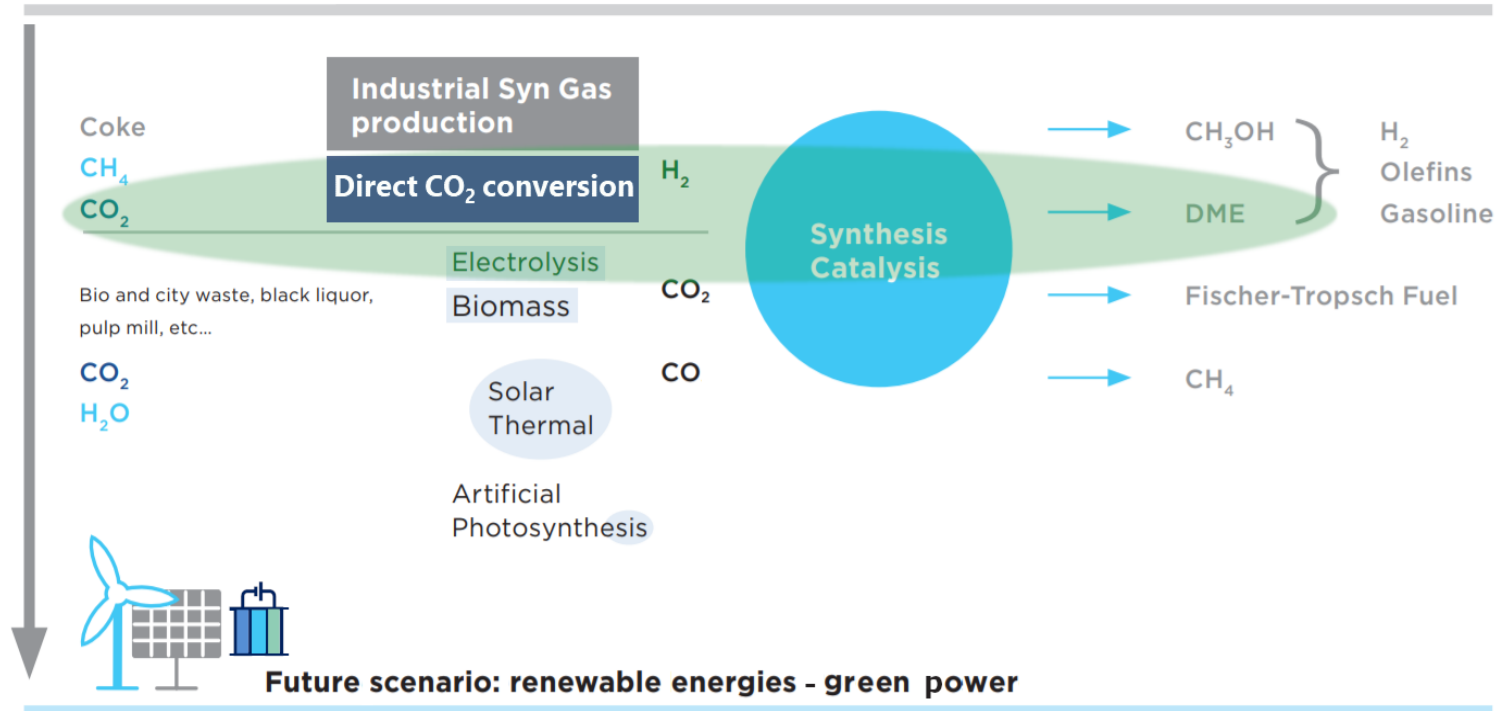 Industrial Syn Gas
production
Coke
CH₄
CO₂
Direct CO₂ conversion
H₂
Electrolysis
Biomass
CO₂
Bio and city waste, black liquor,
pulp mill, etc...
CO₂
H₂O
Solar
Thermal
CO
Artificial
Photosynthesis
Synthesis
Catalysis
CH₃OH
DME
H₂
Olefins
Gasoline
Fischer-Tropsch Fuel
CH₄
Future scenario: renewable energies - green power